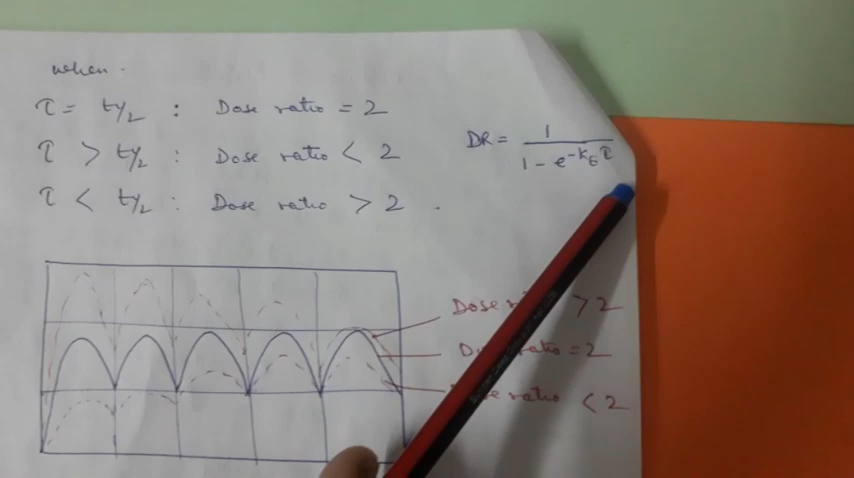 when.
τ = t1/2 : Dose ratio = 2
τ > t1/2 : Dose ratio < 2
τ < t1/2 : Dose ratio > 2.
DR = 1 / (1 - e^-K_E τ)
Dose > 2
ratio = 2
ratio < 2